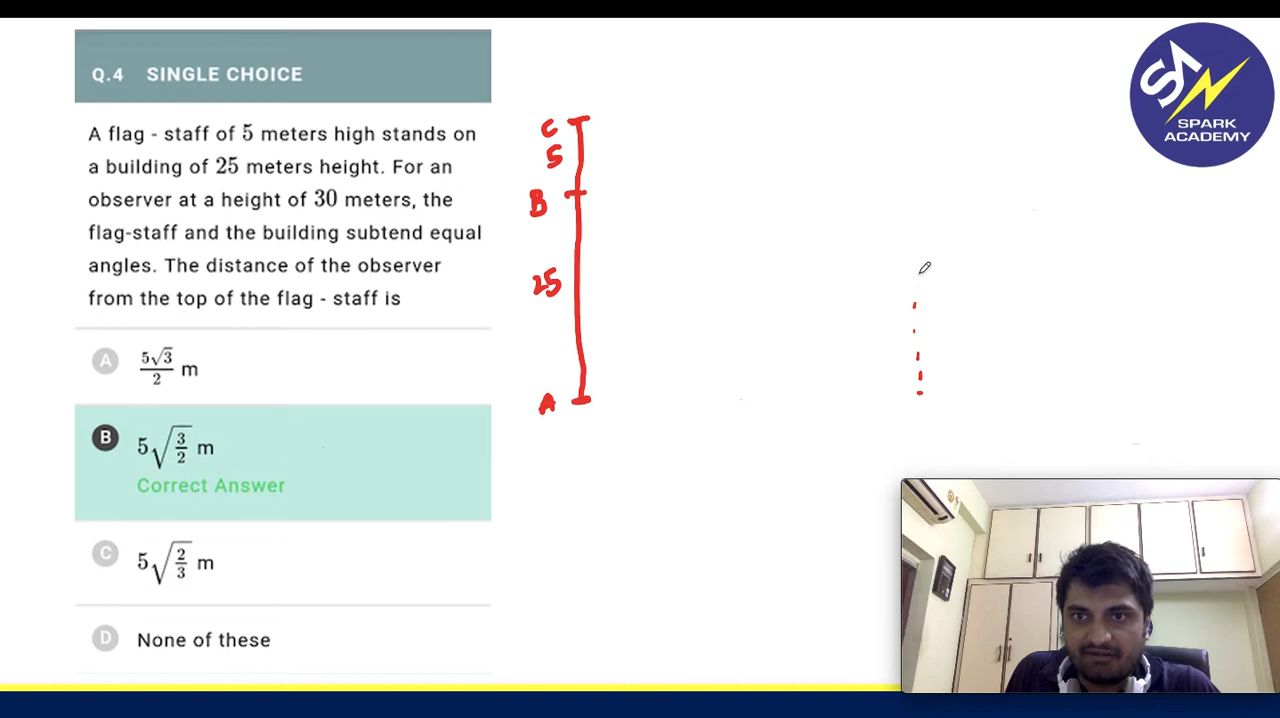 Q.4 SINGLE CHOICE
A flag - staff of 5 meters high stands on
a building of 25 meters height. For an
observer at a height of 30 meters, the
flag-staff and the building subtend equal
angles. The distance of the observer
from the top of the flag - staff is
A 5√3/2 m
B 5√(3/2) m
Correct Answer
C 5√(2/3) m
D None of these
C
5
B
25
A
SPARK
ACADEMY